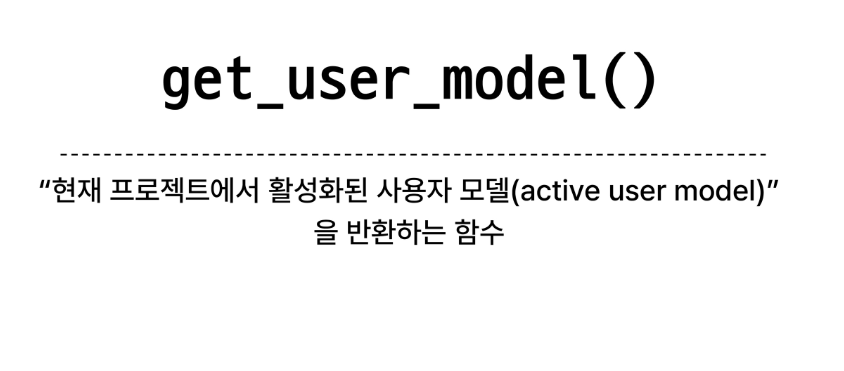 get_user_model()
“현재 프로젝트에서 활성화된 사용자 모델(active user model)”
을 반환하는 함수